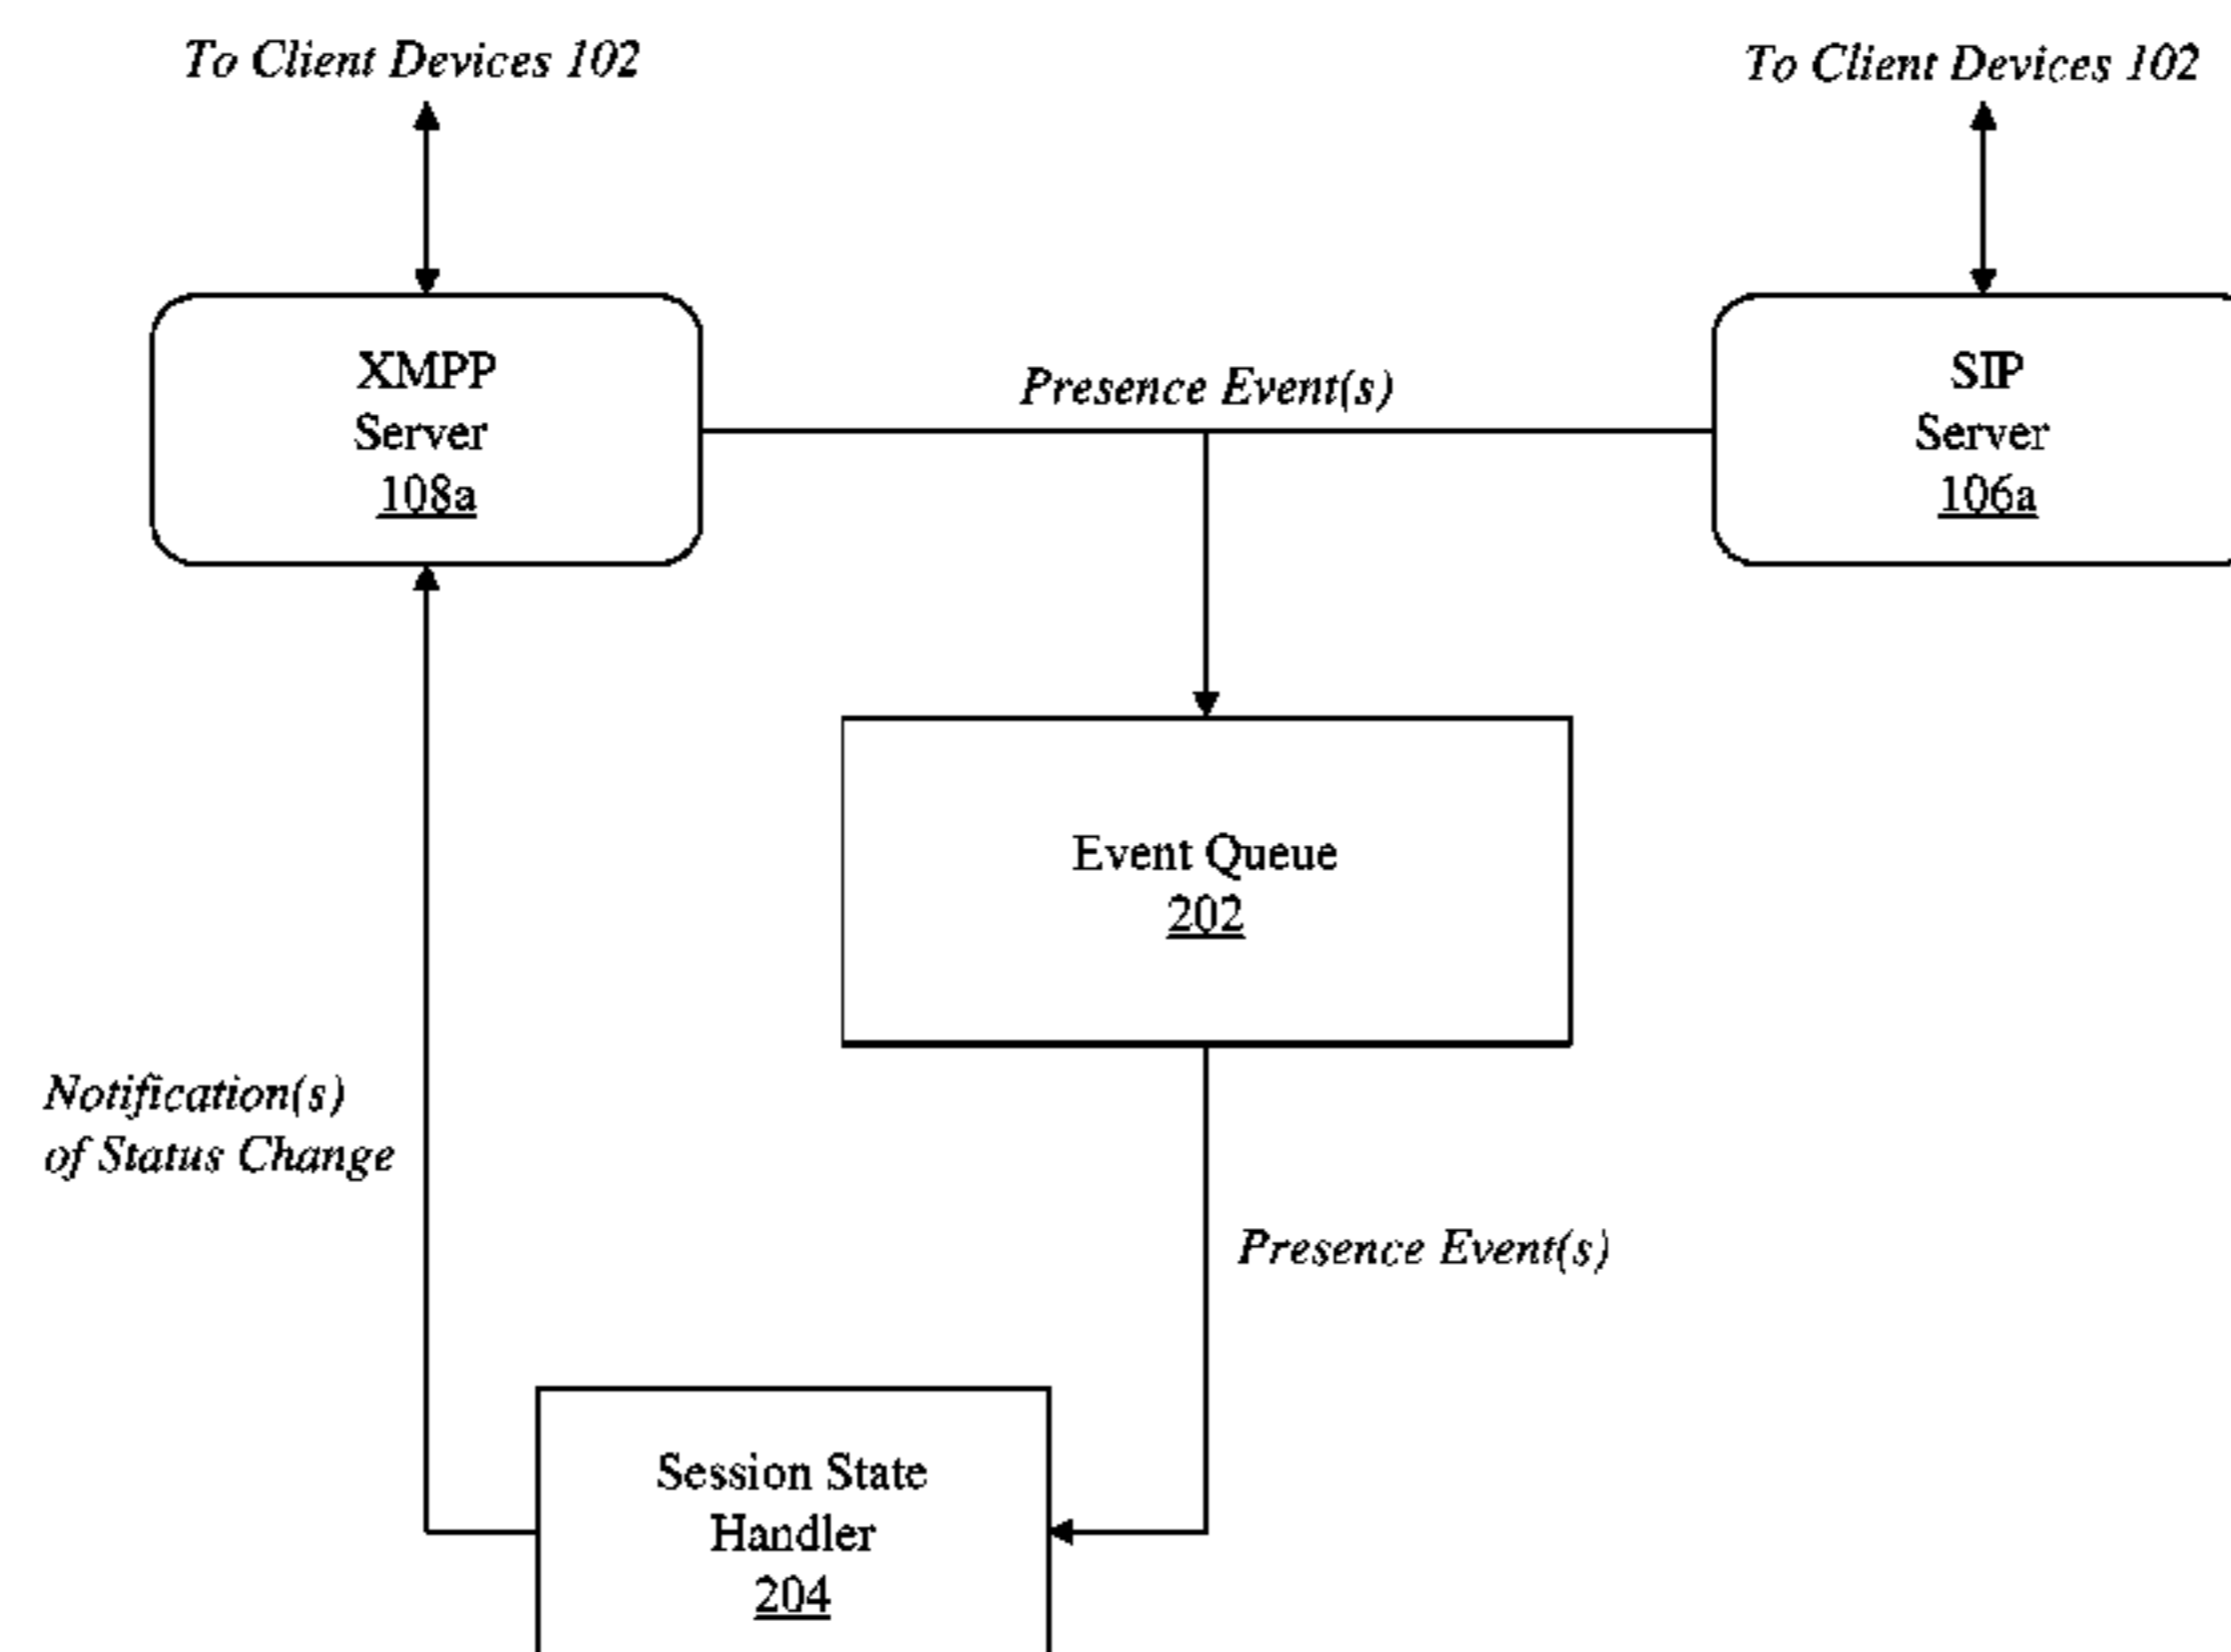 To Client Devices 102
To Client Devices 102
XMPP
Server
108a
Presence Event(s)
SIP
Server
106a
Event Queue
202
Notification(s)
of Status Change
Presence Event(s)
Session State
Handler
204